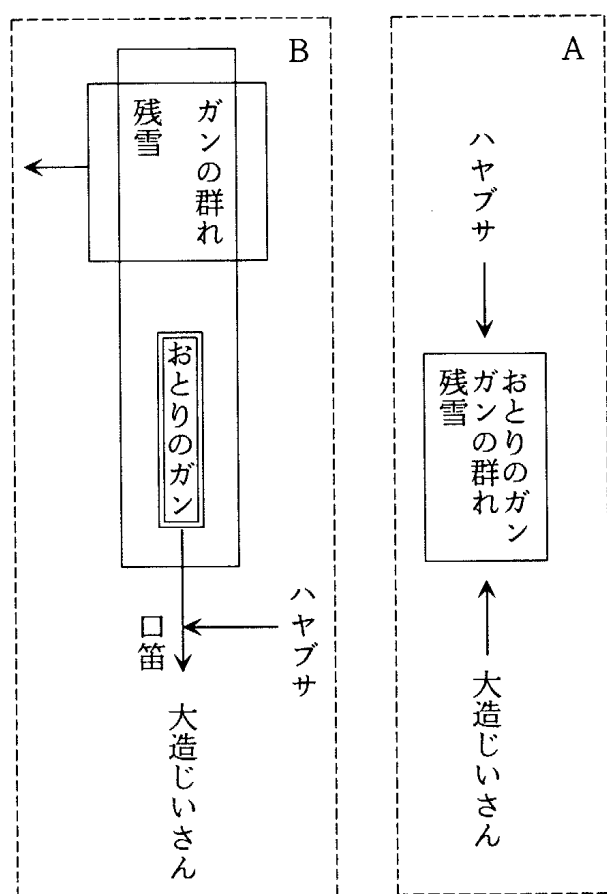 A
ハヤブサ
おとりのガン
ガンの群れ
残雪
大造じいさん
B
ガンの群れ
残雪
おとりのガン
ハヤブサ
口笛
大造じいさん